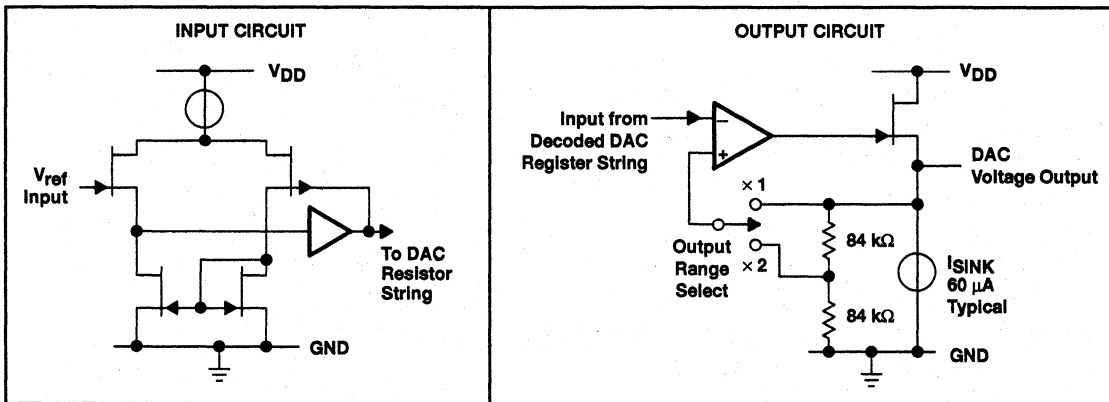 INPUT CIRCUIT
VDD
Vref
Input
To DAC
Resistor
String
GND
OUTPUT CIRCUIT
VDD
Input from
Decoded DAC
Register String
−
+
DAC
Voltage Output
× 1
Output
Range
Select
× 2
84 kΩ
84 kΩ
ISINK
60 μA
Typical
GND